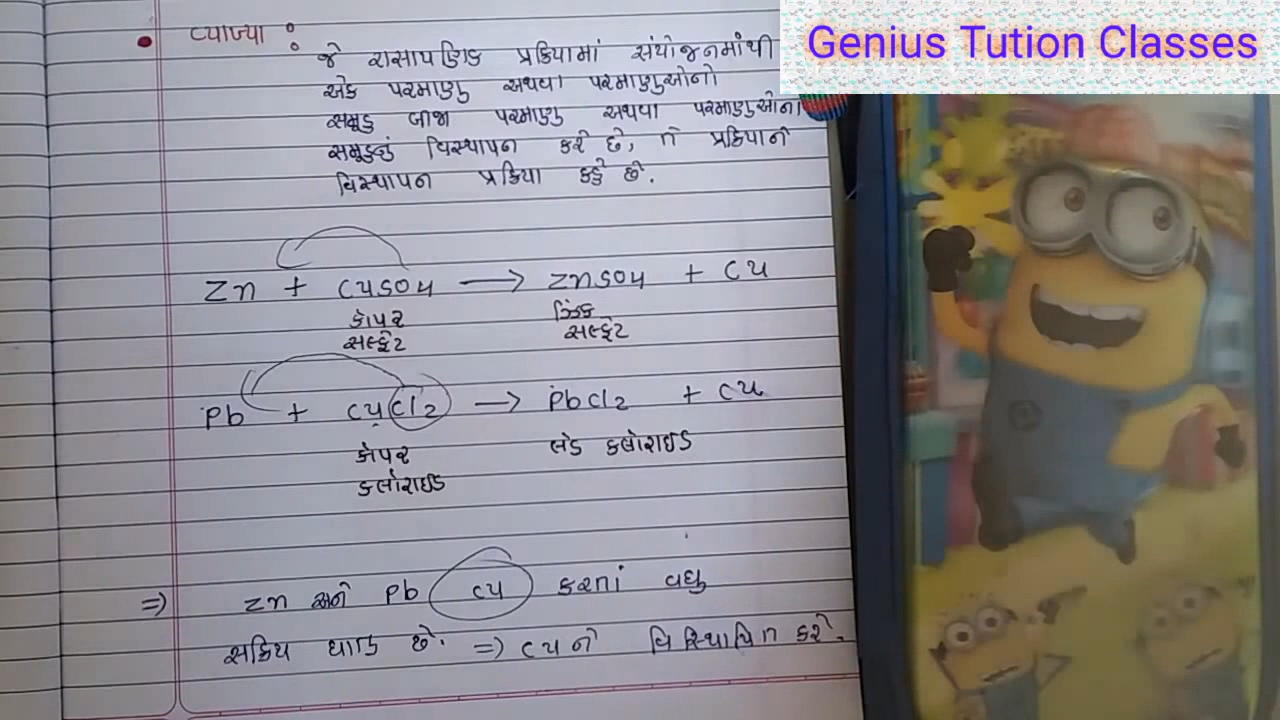 Genius Tution Classes
વ્યાખ્યા :
જે રાસાયણિક પ્રક્રિયામાં સંયોજનમાંથી
એક પરમાણુ અથવા પરમાણુઓનો
સમૂહ બીજા પરમાણુ અથવા પરમાણુઓના
સમૂહનું વિસ્થાપન કરે છે, તે પ્રક્રિયાને
વિસ્થાપન પ્રક્રિયા કહે છે.
Zn + CuSO4 → ZnSO4 + Cu
કોપર ઝિંક
સલ્ફેટ સલ્ફેટ
Pb + CuCl2 → PbCl2 + Cu
કોપર લેડ ક્લોરાઈડ
ક્લોરાઈડ
⇒ Zn અને Pb Cu કરતાં વધુ
સક્રિય ધાતુ છે. ⇒ Cu ને વિસ્થાપિત કરે.